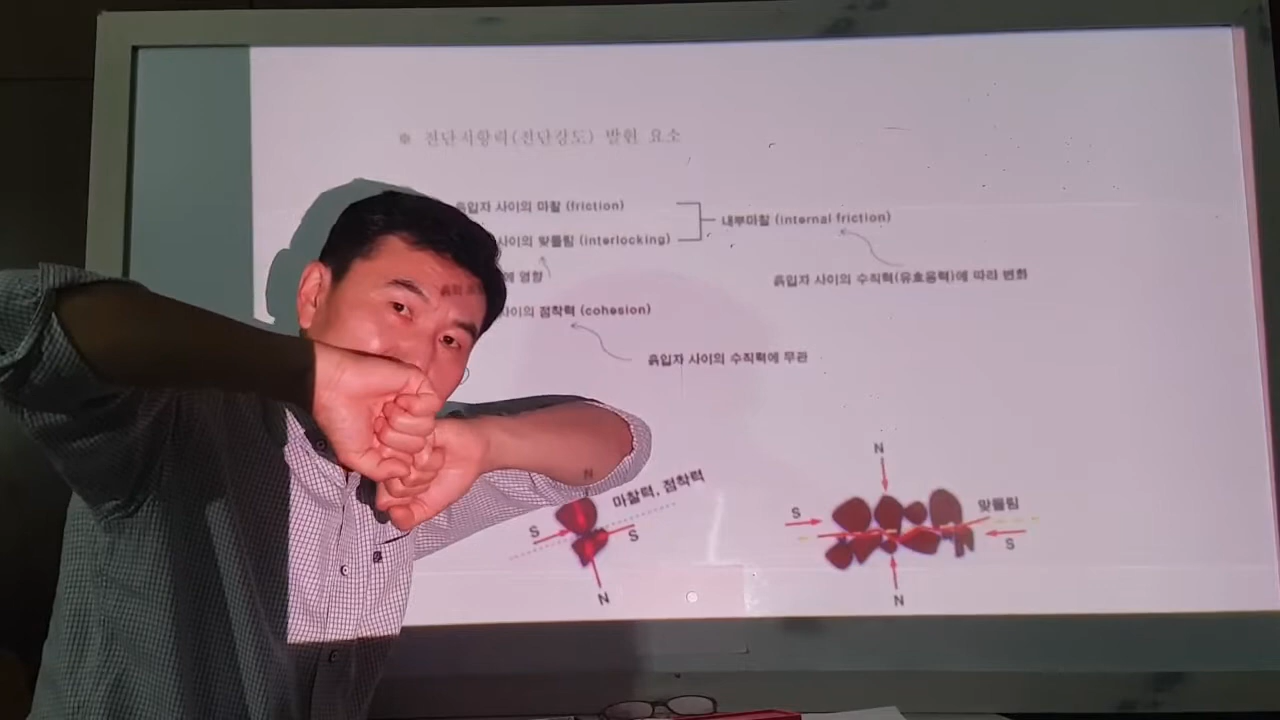 ※ 전단저항력(전단강도) 발현 요소
흙입자 사이의 마찰 (friction)
사이의 맞물림 (interlocking)
내부마찰 (internal friction)
에 영향
흙입자 사이의 수직력(유효응력)에 따라 변화
사이의 점착력 (cohesion)
흙입자 사이의 수직력에 무관
N
마찰력, 점착력
S
S
N
N
맞물림
S
S
N